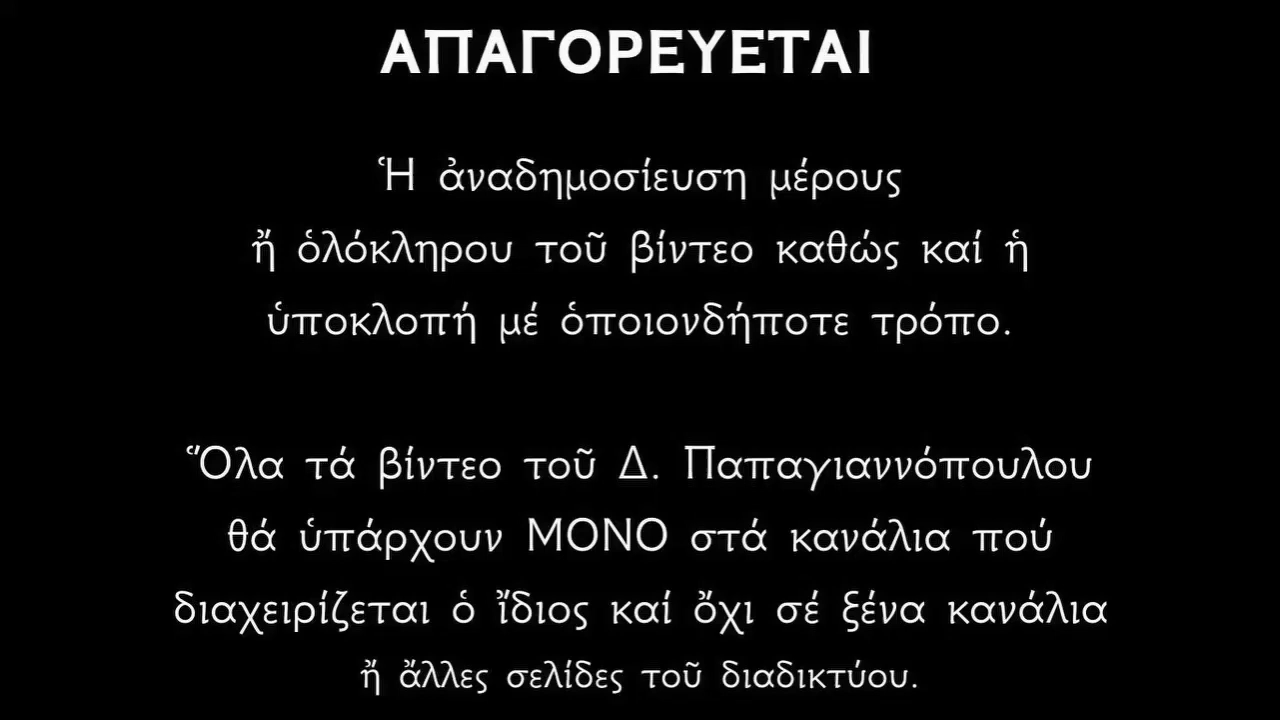 ΑΠΑΓΟΡΕΥΕΤΑΙ
Ἡ ἀναδημοσίευση μέρους
ἤ ὁλόκληρου τοῦ βίντεο καθώς καί ἡ
ὑποκλοπή μέ ὁποιονδήποτε τρόπο.
Ὅλα τά βίντεο τοῦ Δ. Παπαγιαννόπουλου
θά ὑπάρχουν ΜΟΝΟ στά κανάλια πού
διαχειρίζεται ὁ ἴδιος καί ὄχι σέ ξένα κανάλια
ἤ ἄλλες σελίδες τοῦ διαδικτύου.